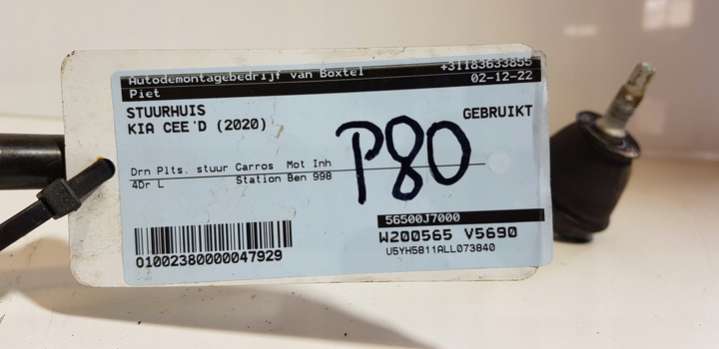 Autodemontagebedrijf van Boxtel +31183633855
Piet 02-12-22
STUURHUIS GEBRUIKT
KIA CEE'D (2020)
P80
Drn Plts. stuur Carros Mot Inh
4Dr L Station Ben 998
56500J7000
W200565 V5690
U5YH5811ALL073840
01002380000047929